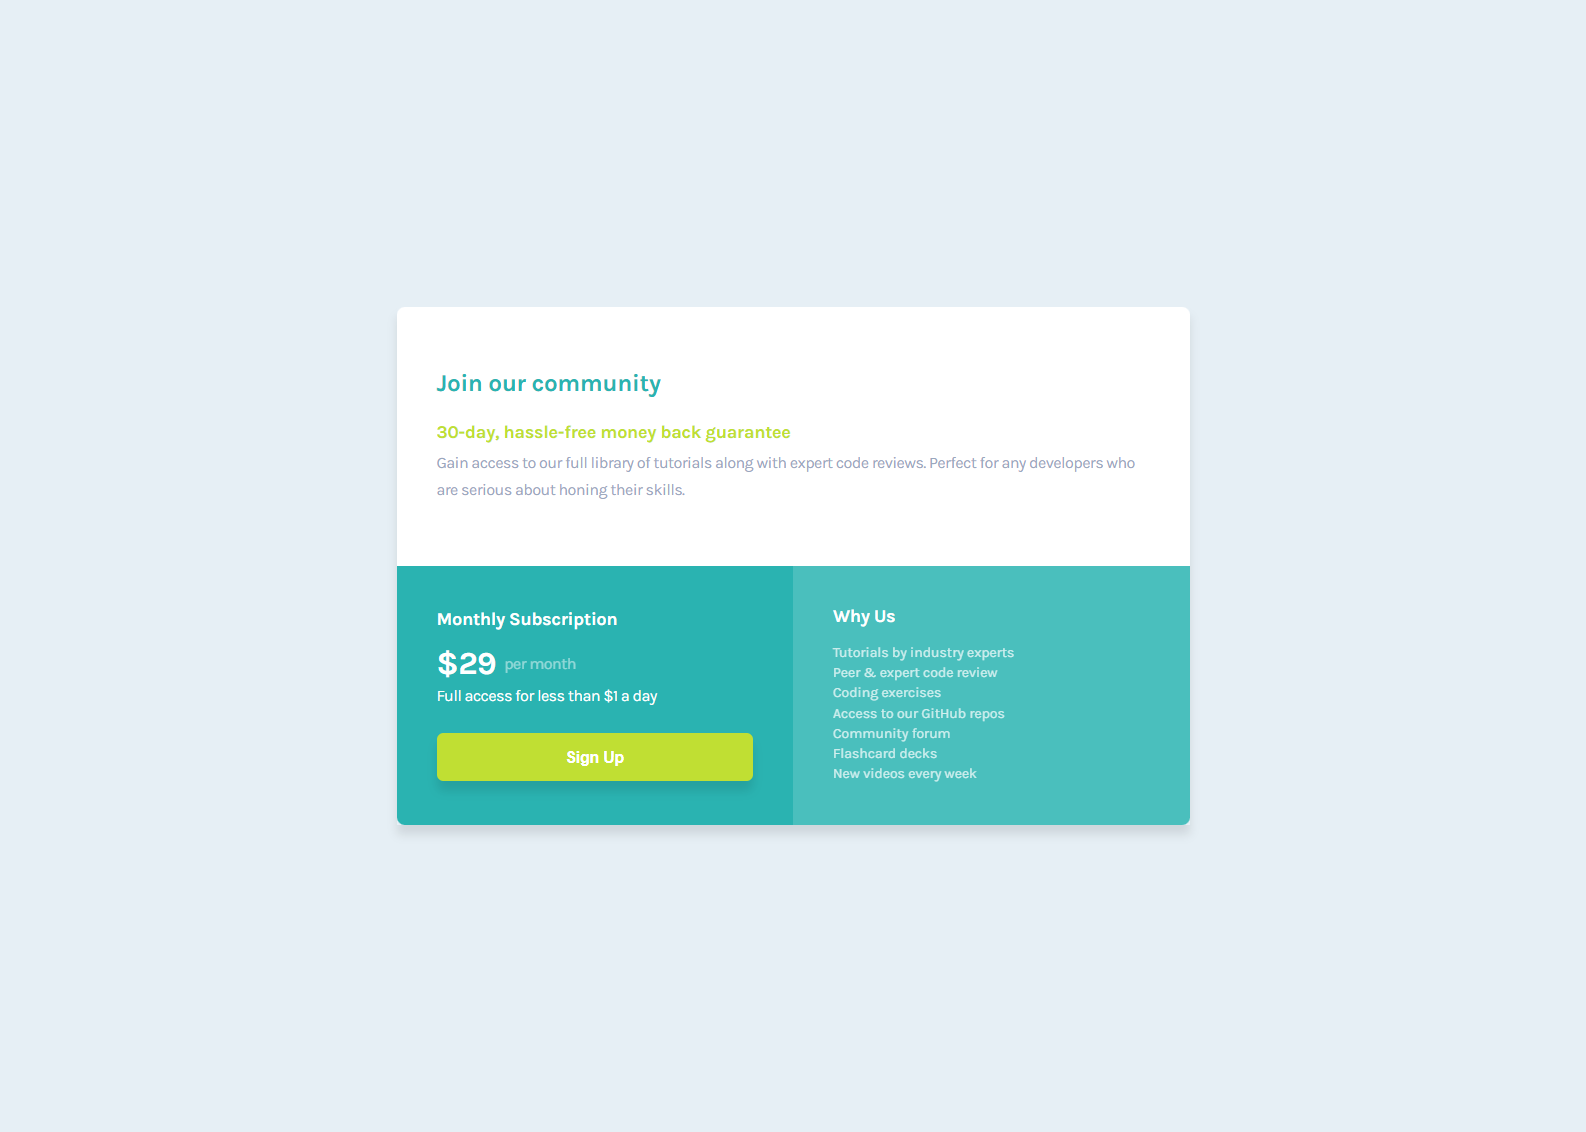 Join our community
30-day, hassle-free money back guarantee
Gain access to our full library of tutorials along with expert code reviews. Perfect for any developers who
are serious about honing their skills.
Monthly Subscription
$29 per month
Full access for less than $1 a day
Sign Up
Why Us
Tutorials by industry experts
Peer & expert code review
Coding exercises
Access to our GitHub repos
Community forum
Flashcard decks
New videos every week